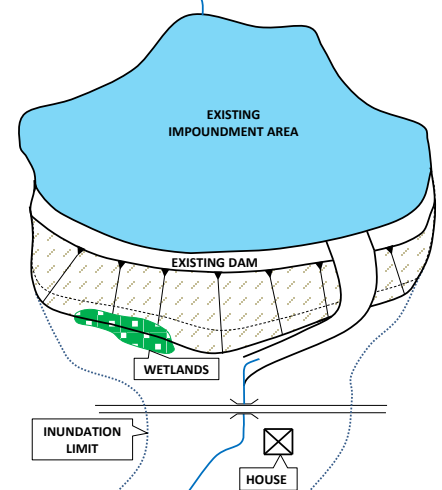 EXISTING
IMPOUNDMENT AREA
EXISTING DAM
WETLANDS
INUNDATION
LIMIT
HOUSE